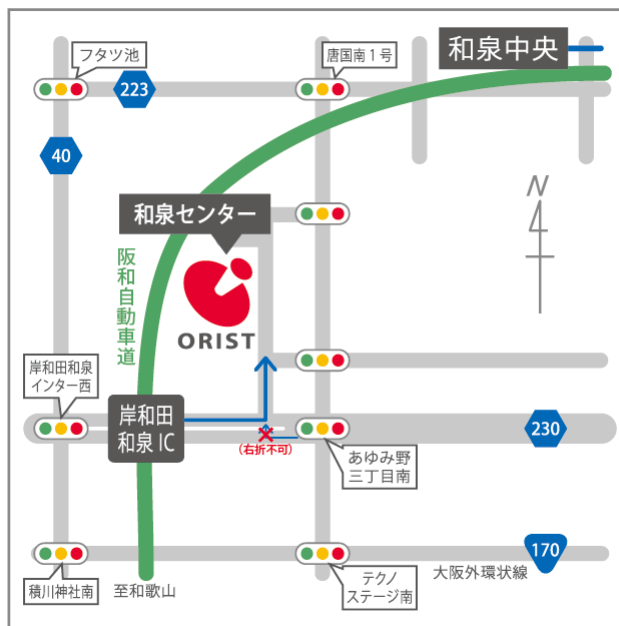 フタツ池
唐国南1号
和泉中央
223
40
N
和泉センター
阪和自動車道
ORIST
岸和田和泉
インター西
岸和田
和泉IC
(右折不可)
あゆみ野
三丁目南
230
積川神社南
至和歌山
テクノ
ステージ南
大阪外環状線
170